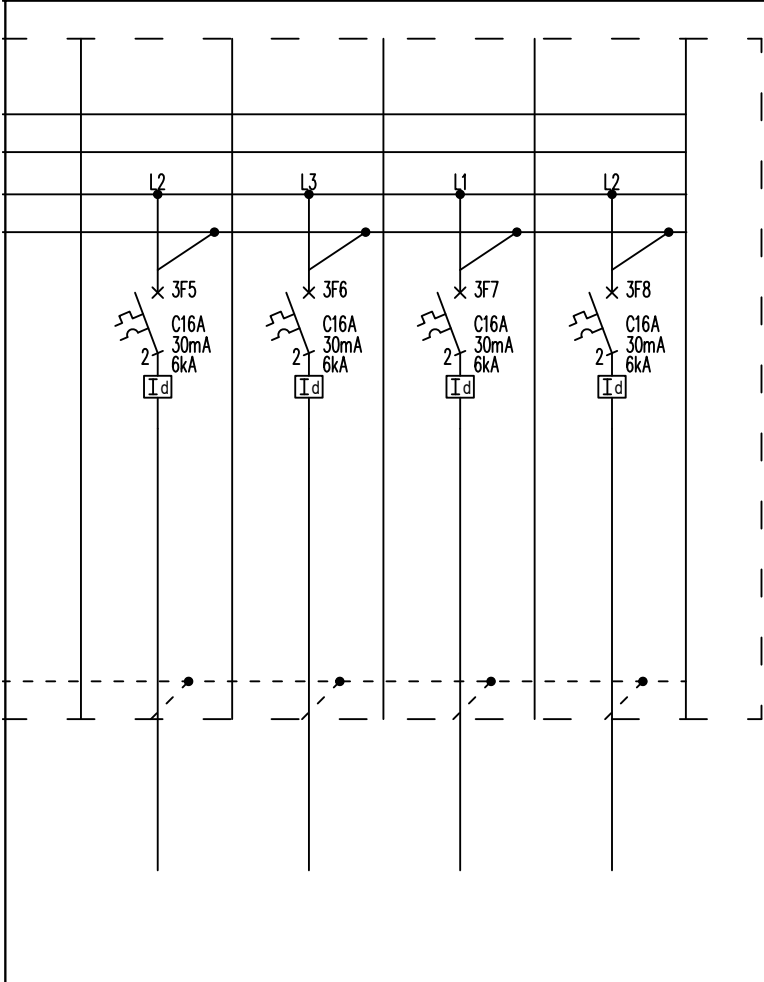 L2 L3 L1 L2
3F5 3F6 3F7 3F8
C16A C16A C16A C16A
30mA 30mA 30mA 30mA
2 2 2 2
6kA 6kA 6kA 6kA
Id Id Id Id